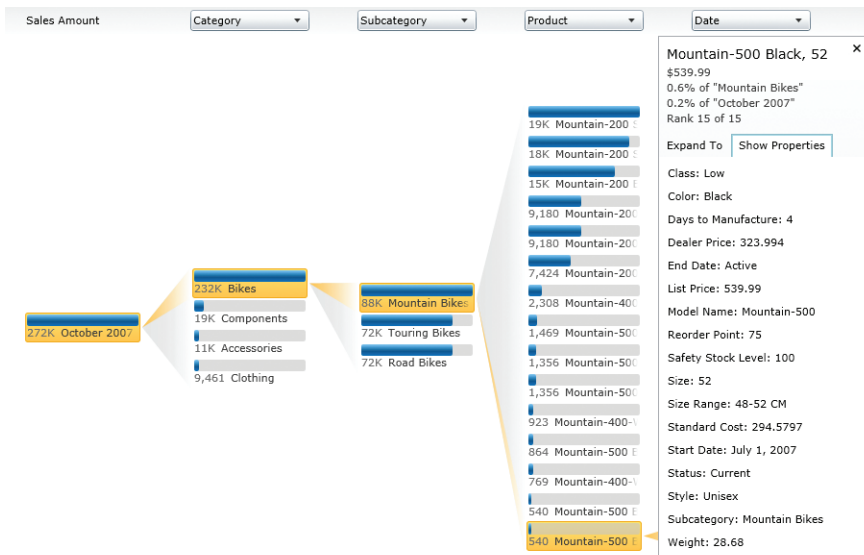 Sales Amount
Category
Subcategory
Product
Date
272K October 2007
232K Bikes
19K Components
11K Accessories
9,461 Clothing
88K Mountain Bikes
72K Touring Bikes
72K Road Bikes
19K Mountain-200
18K Mountain-200
15K Mountain-200
9,180 Mountain-200
9,180 Mountain-200
7,424 Mountain-200
2,308 Mountain-400
1,469 Mountain-500
1,356 Mountain-500
1,356 Mountain-500
923 Mountain-400-
864 Mountain-500
769 Mountain-400-
540 Mountain-500
540 Mountain-500
Mountain-500 Black, 52
$539.99
0.6% of "Mountain Bikes"
0.2% of "October 2007"
Rank 15 of 15
Expand To Show Properties
Class: Low
Color: Black
Days to Manufacture: 4
Dealer Price: 323.994
End Date: Active
List Price: 539.99
Model Name: Mountain-500
Reorder Point: 75
Safety Stock Level: 100
Size: 52
Size Range: 48-52 CM
Standard Cost: 294.5797
Start Date: July 1, 2007
Status: Current
Style: Unisex
Subcategory: Mountain Bikes
Weight: 28.68